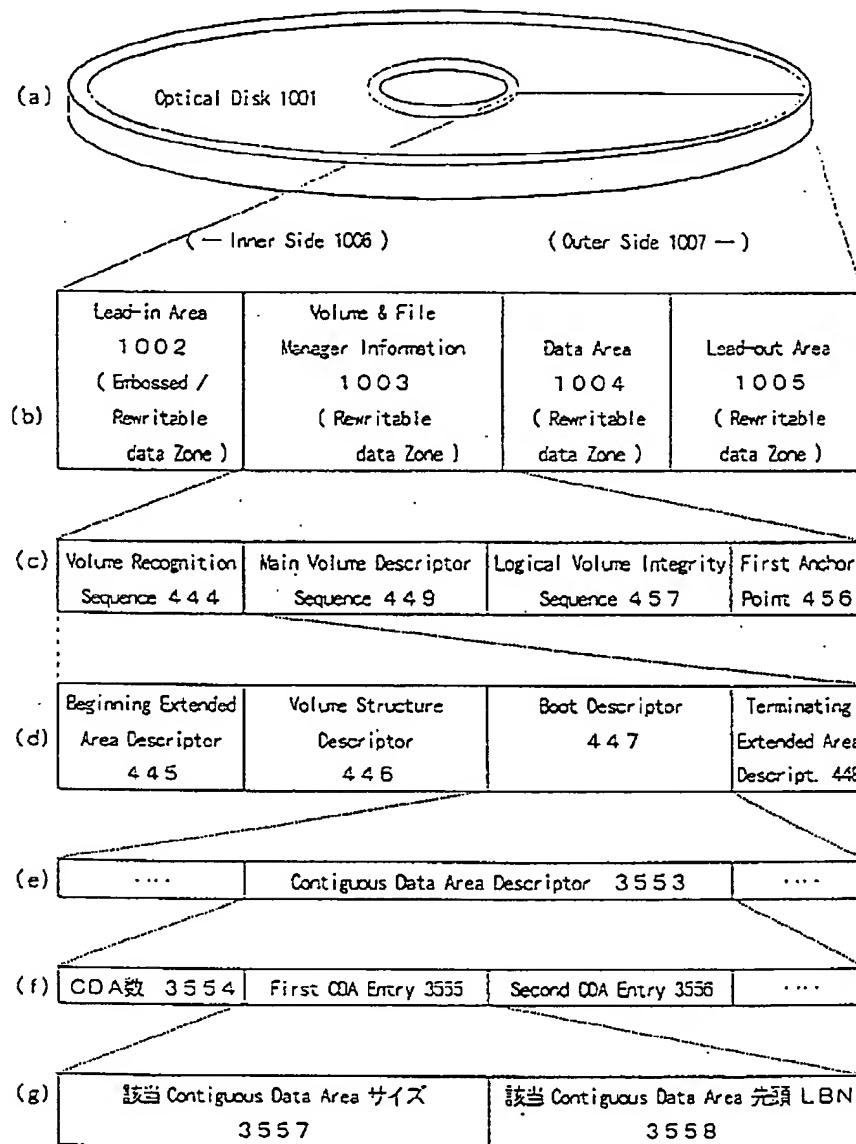 (a)
Optical Disk 1001
(— Inner Side 1006 )
(Outer Side 1007 —)
(b)
Lead-in Area
1002
( Embossed /
Rewritable
data Zone )
Volume & File
Manager Information
1003
( Rewritable
data Zone )
Data Area
1004
( Rewritable
data Zone )
Lead-out Area
1005
( Rewritable
data Zone )
(c)
Volume Recognition
Sequence 444
Main Volume Descriptor
Sequence 449
Logical Volume Integrity
Sequence 457
First Anchor
Point 456
(d)
Beginning Extended
Area Descriptor
445
Volume Structure
Descriptor
446
Boot Descriptor
447
Terminating
Extended Area
Descript. 448
(e)
....
Contiguous Data Area Descriptor 3553
....
(f)
CDA数 3554
First CDA Entry 3555
Second CDA Entry 3556
....
(g)
該当 Contiguous Data Area サイズ
3557
該当 Contiguous Data Area 先頭 LBN
3558